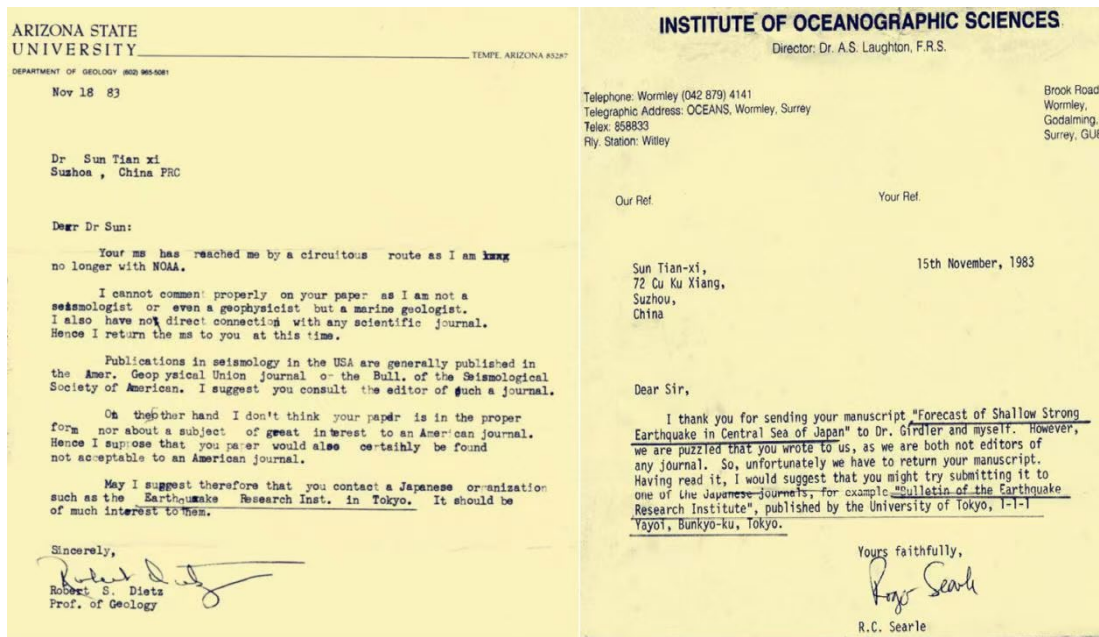 ARIZONA STATE
UNIVERSITY
TEMPE, ARIZONA 85287
DEPARTMENT OF GEOLOGY (602) 965-5081
Nov 18 83
Dr Sun Tian xi
Suzhoa , China PRC
Dear Dr Sun:
Your ms has reached me by a circuitous route as I am
no longer with NOAA.
I cannot comment properly on your paper as I am not a
seismologist or even a geophysicist but a marine geologist.
I also have not direct connection with any scientific journal.
Hence I return the ms to you at this time.
Publications in seismology in the USA are generally published in
the Amer. Geop ysical Union journal or the Bull. of the Seismological
Society of American. I suggest you consult the editor of such a journal.
On the other hand I don't think your paper is in the proper
form nor about a subject of great interest to an American journal.
Hence I suppose that you paper would also certainly be found
not acceptable to an American journal.
May I suggest therefore that you contact a Japanese organization
such as the Earthquake Research Inst. in Tokyo. It should be
of much interest to them.
Sincerely,
Robert Dietz
Robert S. Dietz
Prof. of Geology
INSTITUTE OF OCEANOGRAPHIC SCIENCES
Director: Dr. A.S. Laughton, F.R.S.
Telephone: Wormley (042 879) 4141
Telegraphic Address: OCEANS, Wormley, Surrey
Telex: 858833
Rly. Station: Witley
Brook Road
Wormley,
Godalming,
Surrey, GU8
Our Ref.
Your Ref.
15th November, 1983
Sun Tian-xi,
72 Cu Ku Xiang,
Suzhou,
China
Dear Sir,
I thank you for sending your manuscript "Forecast of Shallow Strong
Earthquake in Central Sea of Japan" to Dr. Girdler and myself. However,
we are puzzled that you wrote to us, as we are both not editors of
any journal. So, unfortunately we have to return your manuscript.
Having read it, I would suggest that you might try submitting it to
one of the Japanese journals, for example "Bulletin of the Earthquake
Research Institute", published by the University of Tokyo, 1-1-1
Yayoi, Bunkyo-ku, Tokyo.
Yours faithfully,
Roger Searle
R.C. Searle